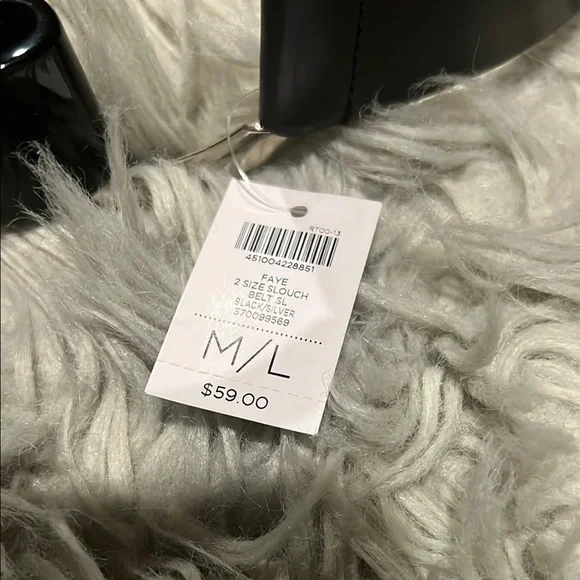 RT00-13
451004228851
FAYE
2 SIZE SLOUCH
BELT SL
BLACK/SILVER
570099569
M/L
$59.00